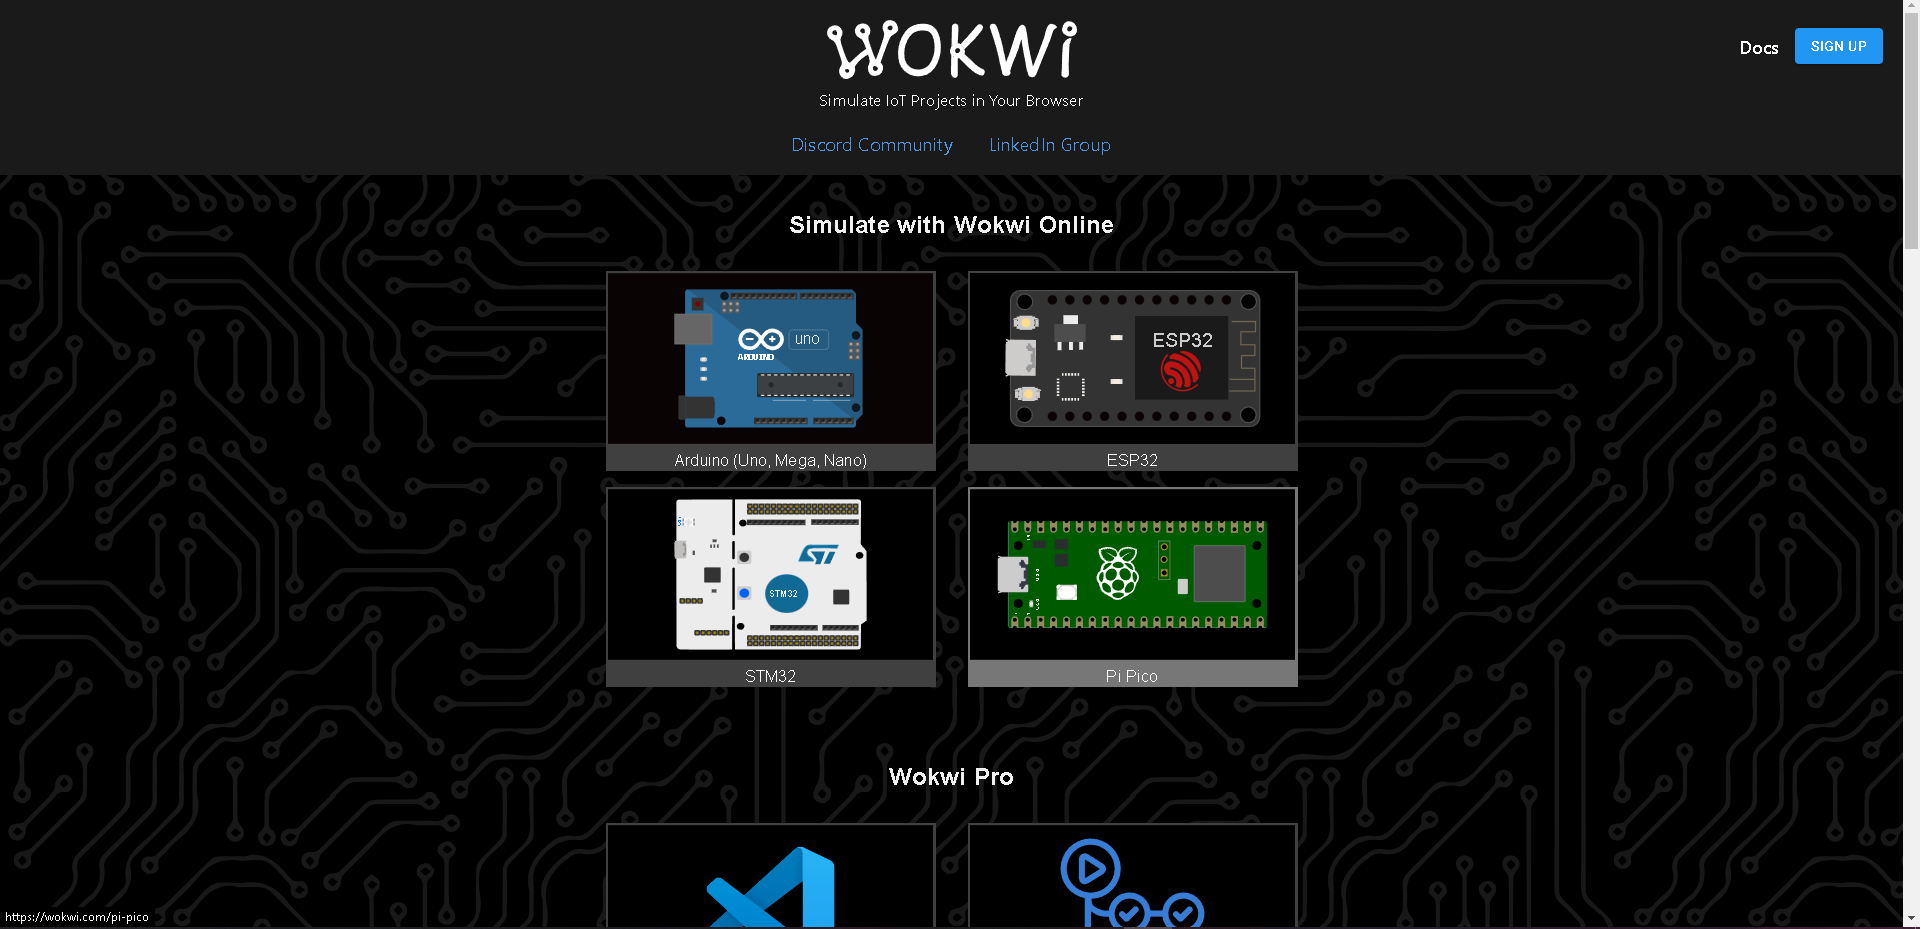 WOKWi
Docs
SIGN UP
Simulate IoT Projects in Your Browser
Discord Community
LinkedIn Group
Simulate with Wokwi Online
uno
ARDUINO
Arduino (Uno, Mega, Nano)
ESP32
ESP32
STM32
STM32
Pi Pico
Wokwi Pro
https://wokwi.com/pi-pico